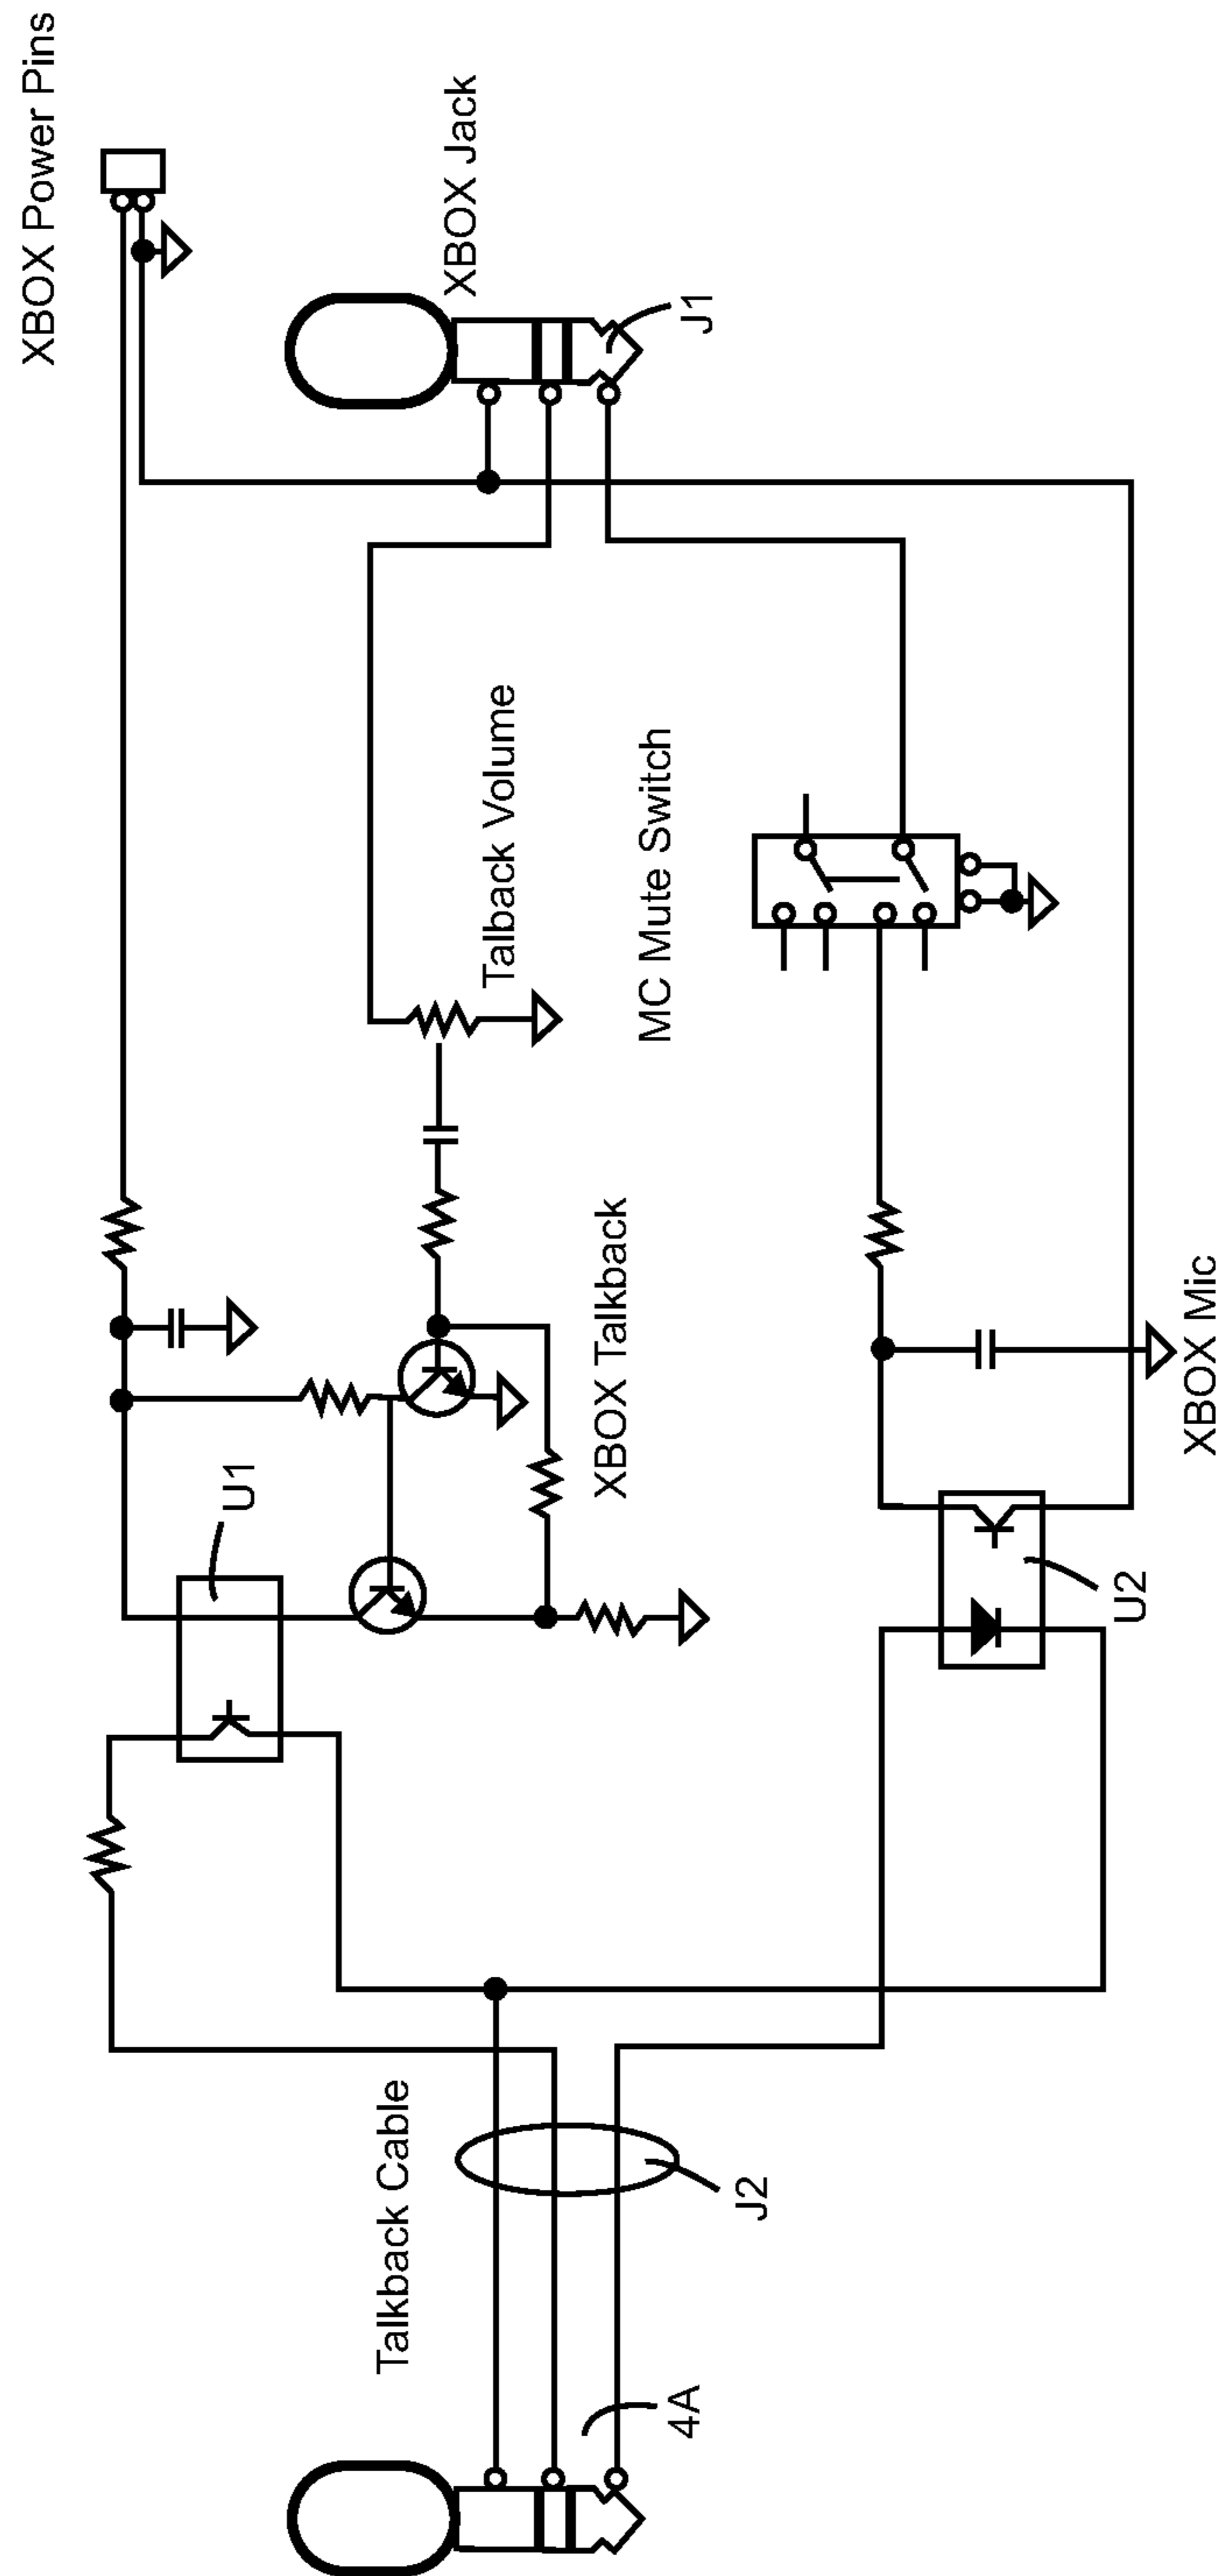 XBOX Power Pins
XBOX Jack
J1
Talback Volume
MC Mute Switch
U1
XBOX Talkback
XBOX Mic
U2
Talkback Cable
J2
4A